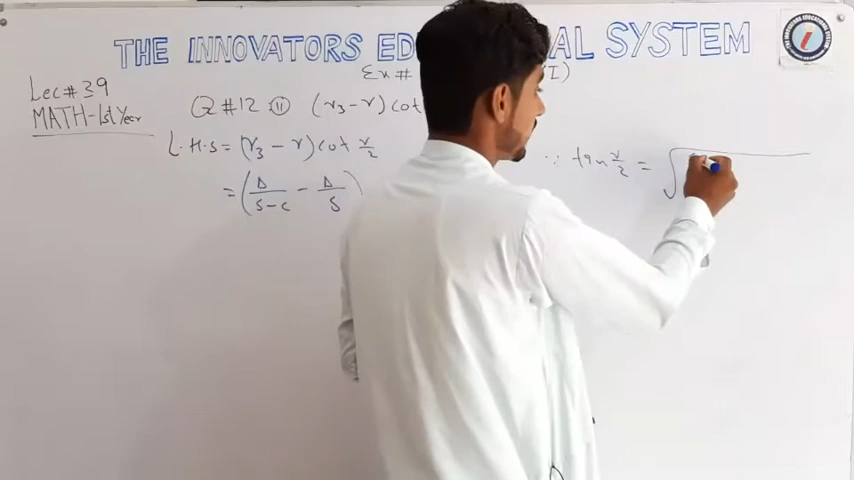 THE INNOVATORS ED AL SYSTEM
Lec#39
Ex# (I)
MATH-1st Year
Q#12 (ii) (r₃-r) cot
L.H.S = (r₃ - r) cot γ/2
∵ tan γ/2 = √
= (Δ/S-c - Δ/S)